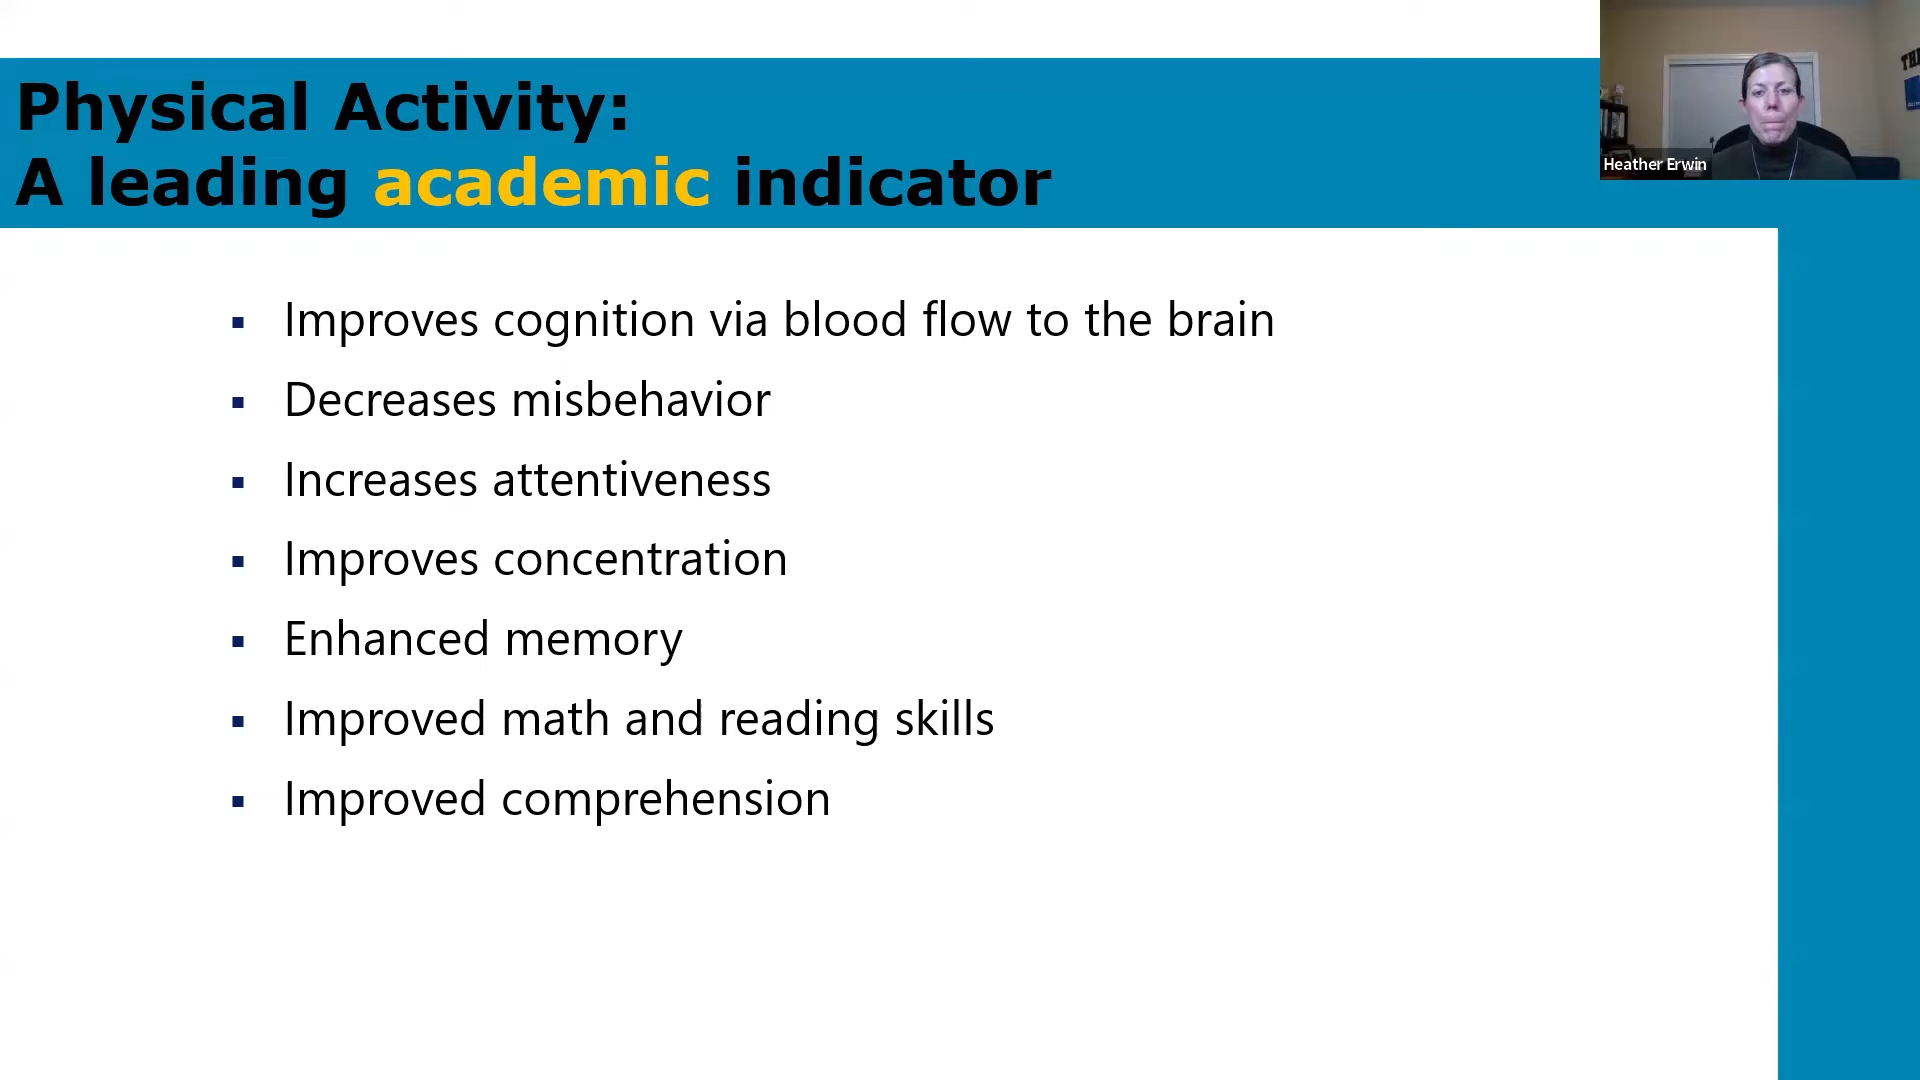 Physical Activity:
A leading academic indicator
Heather Erwin
▪ Improves cognition via blood flow to the brain
▪ Decreases misbehavior
▪ Increases attentiveness
▪ Improves concentration
▪ Enhanced memory
▪ Improved math and reading skills
▪ Improved comprehension